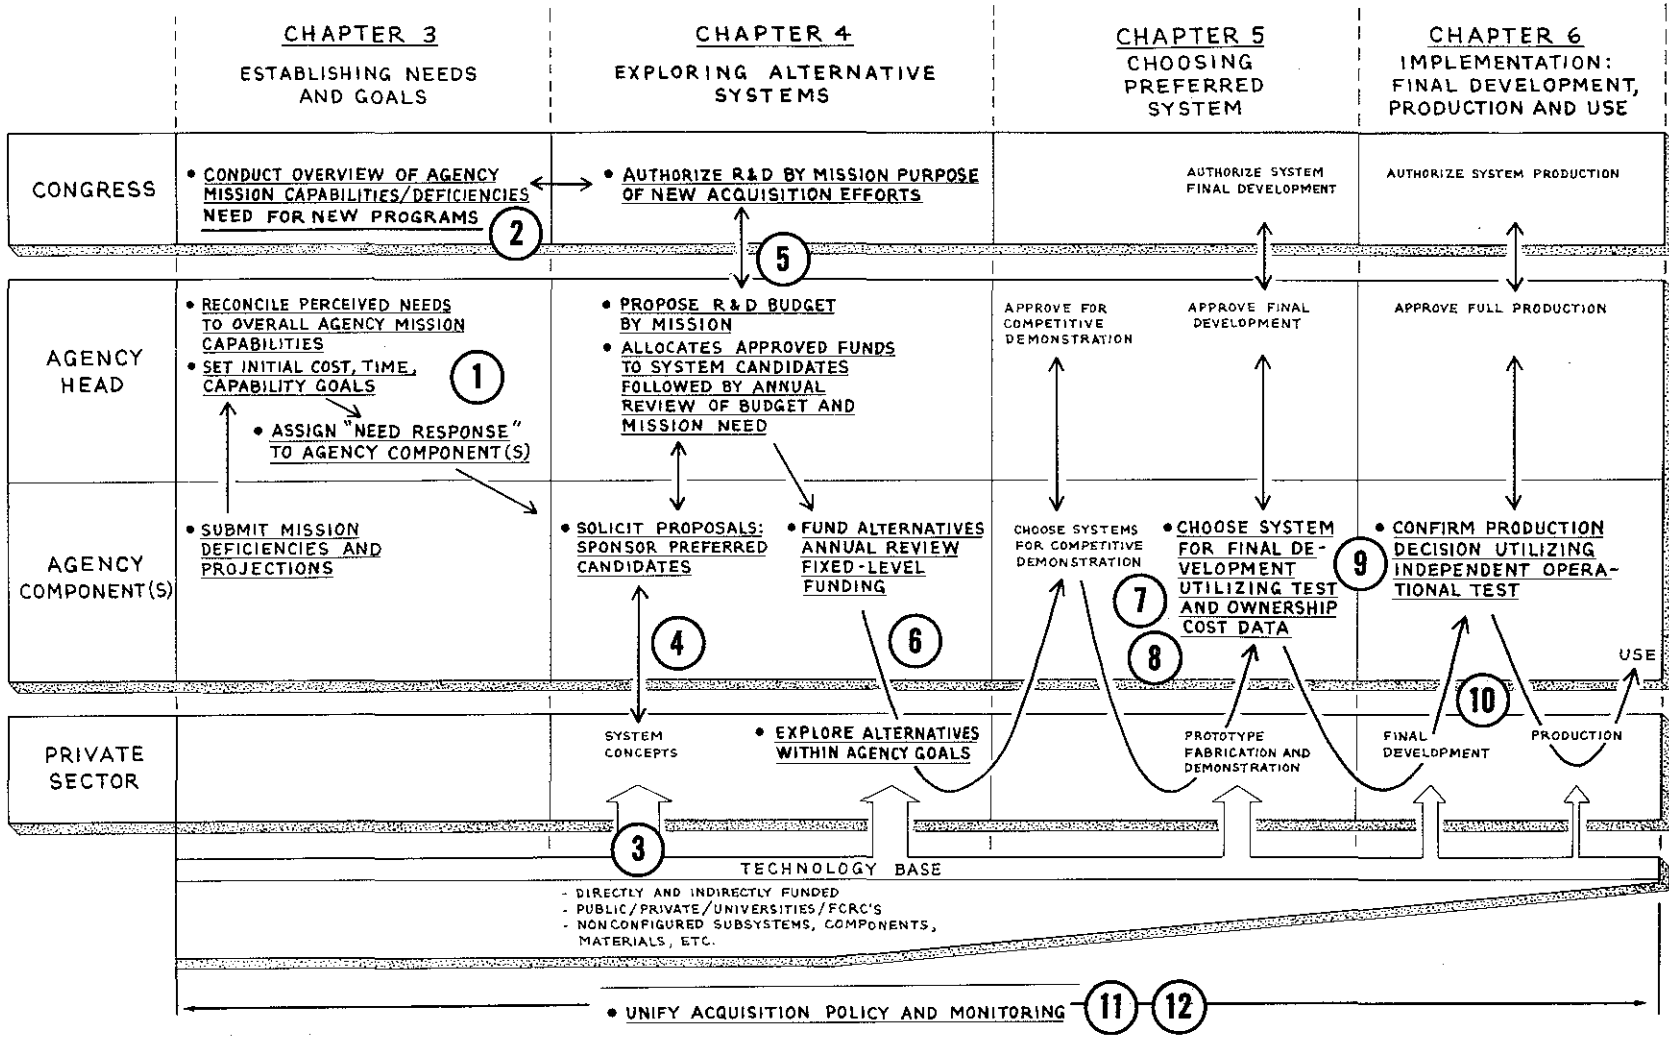 CHAPTER 3
ESTABLISHING NEEDS
AND GOALS
CHAPTER 4
EXPLORING ALTERNATIVE
SYSTEMS
CHAPTER 5
CHOOSING
PREFERRED
SYSTEM
CHAPTER 6
IMPLEMENTATION:
FINAL DEVELOPMENT,
PRODUCTION AND USE
CONGRESS
• CONDUCT OVERVIEW OF AGENCY
MISSION CAPABILITIES/DEFICIENCIES
NEED FOR NEW PROGRAMS
2
• AUTHORIZE R&D BY MISSION PURPOSE
OF NEW ACQUISITION EFFORTS
5
AUTHORIZE SYSTEM
FINAL DEVELOPMENT
AUTHORIZE SYSTEM PRODUCTION
AGENCY
HEAD
• RECONCILE PERCEIVED NEEDS
TO OVERALL AGENCY MISSION
CAPABILITIES
• SET INITIAL COST, TIME,
CAPABILITY GOALS
1
• ASSIGN "NEED RESPONSE"
TO AGENCY COMPONENT(S)
• PROPOSE R&D BUDGET
BY MISSION
• ALLOCATES APPROVED FUNDS
TO SYSTEM CANDIDATES
FOLLOWED BY ANNUAL
REVIEW OF BUDGET AND
MISSION NEED
APPROVE FOR
COMPETITIVE
DEMONSTRATION
APPROVE FINAL
DEVELOPMENT
APPROVE FULL PRODUCTION
AGENCY
COMPONENT(S)
• SUBMIT MISSION
DEFICIENCIES AND
PROJECTIONS
• SOLICIT PROPOSALS:
SPONSOR PREFERRED
CANDIDATES
• FUND ALTERNATIVES
ANNUAL REVIEW
FIXED-LEVEL
FUNDING
4
6
CHOOSE SYSTEMS
FOR COMPETITIVE
DEMONSTRATION
7
8
• CHOOSE SYSTEM
FOR FINAL DE-
VELOPMENT
UTILIZING TEST
AND OWNERSHIP
COST DATA
9
• CONFIRM PRODUCTION
DECISION UTILIZING
INDEPENDENT OPERA-
TIONAL TEST
10
USE
PRIVATE
SECTOR
SYSTEM
CONCEPTS
• EXPLORE ALTERNATIVES
WITHIN AGENCY GOALS
PROTOTYPE
FABRICATION AND
DEMONSTRATION
FINAL
DEVELOPMENT
PRODUCTION
3
TECHNOLOGY BASE
- DIRECTLY AND INDIRECTLY FUNDED
- PUBLIC/PRIVATE/UNIVERSITIES/FCRC'S
- NONCONFIGURED SUBSYSTEMS, COMPONENTS,
MATERIALS, ETC.
• UNIFY ACQUISITION POLICY AND MONITORING
11
12